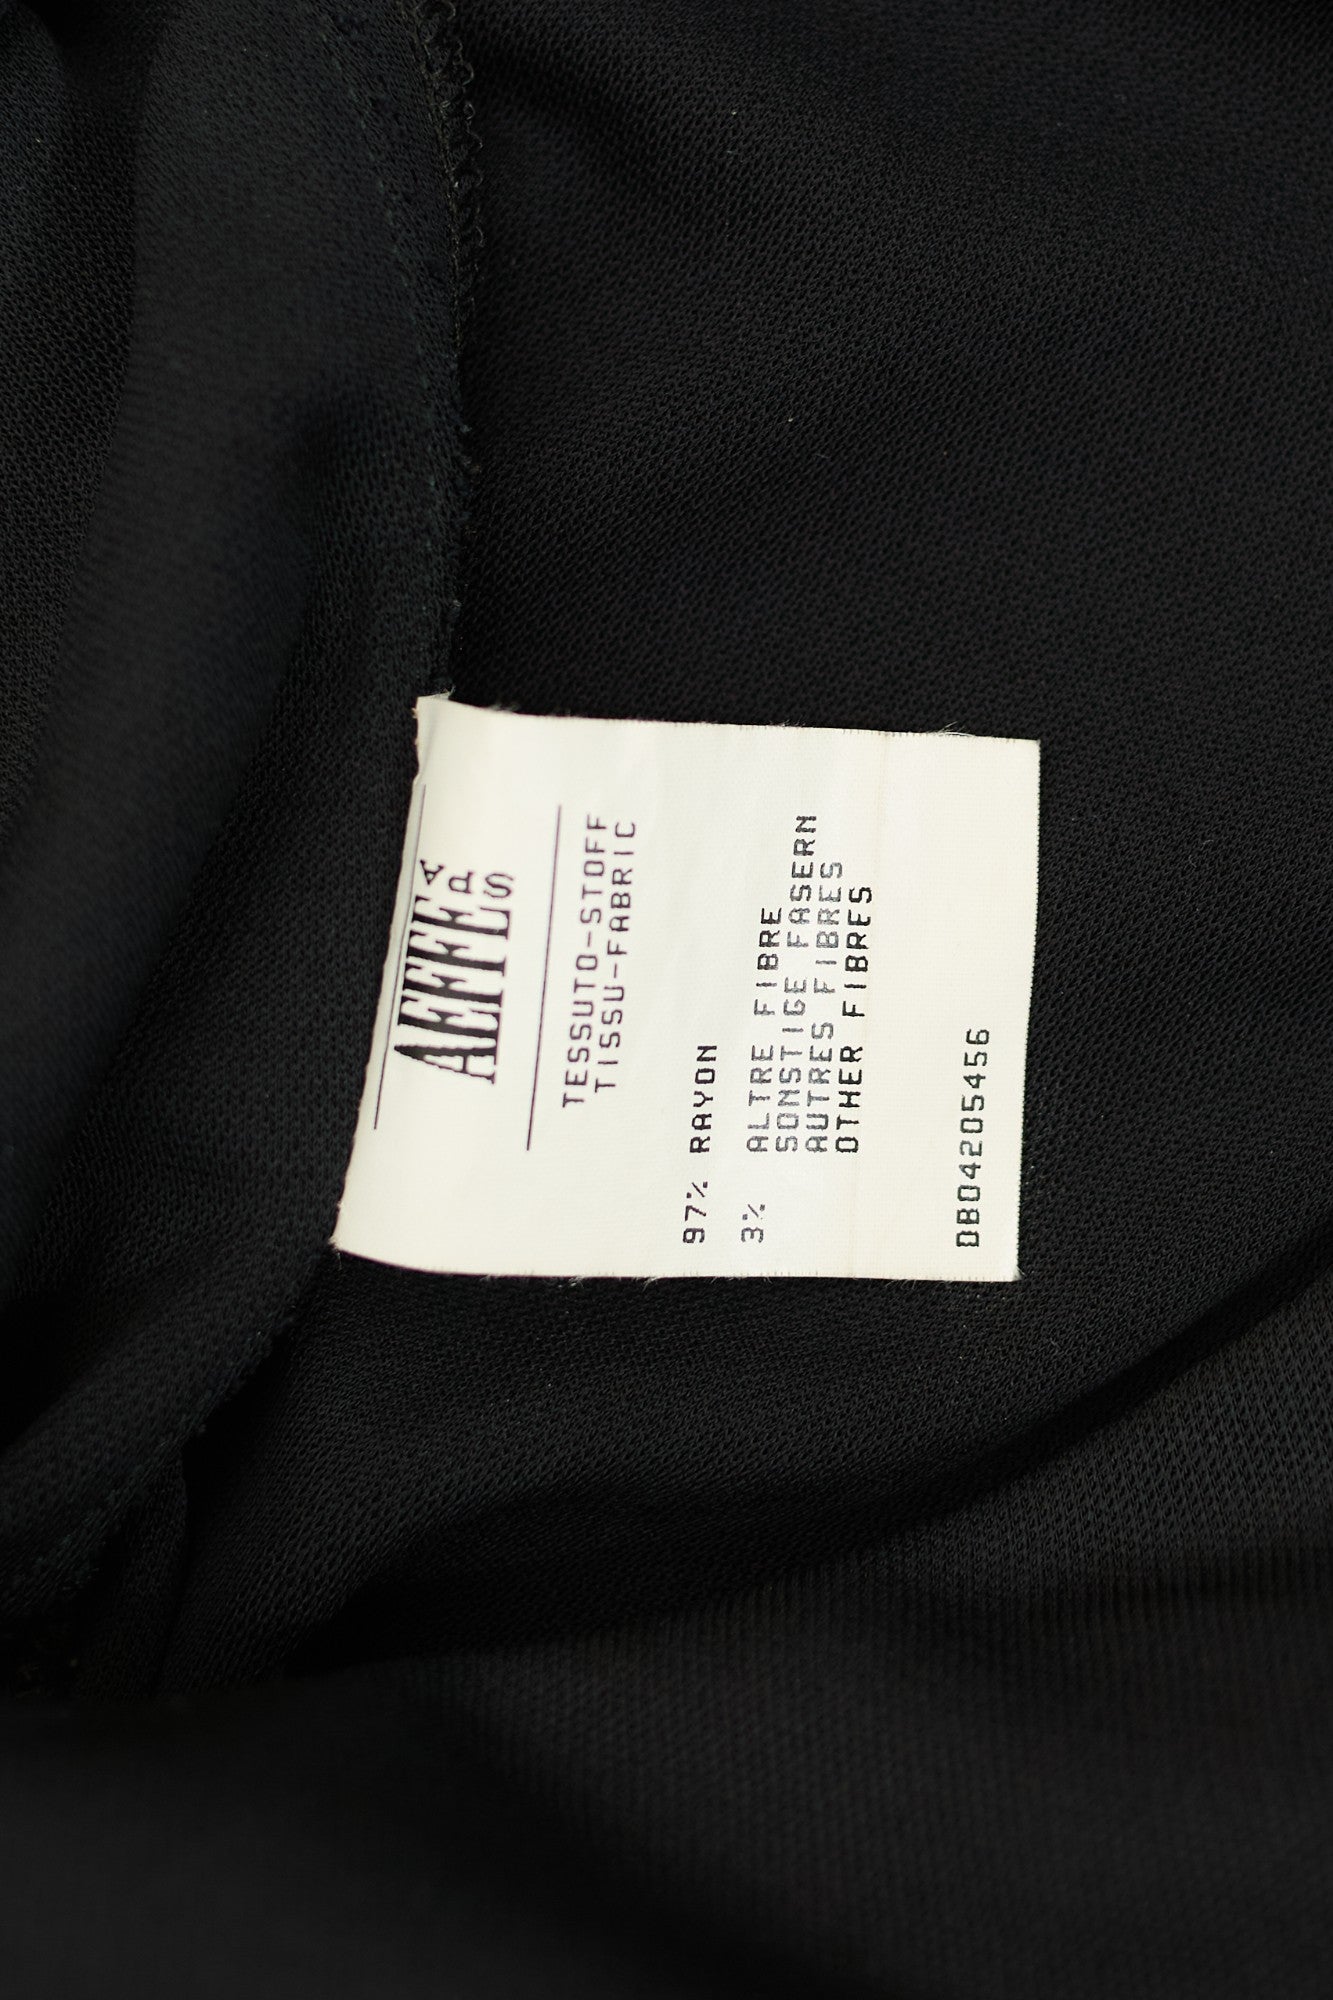 AEFFE SpA
TESSUTO-STOFF
TISSU-FABRIC
97% RAYON
3% ALTRE FIBRE
SONSTIGE FASERN
AUTRES FIBRES
OTHER FIBRES
DB04205456